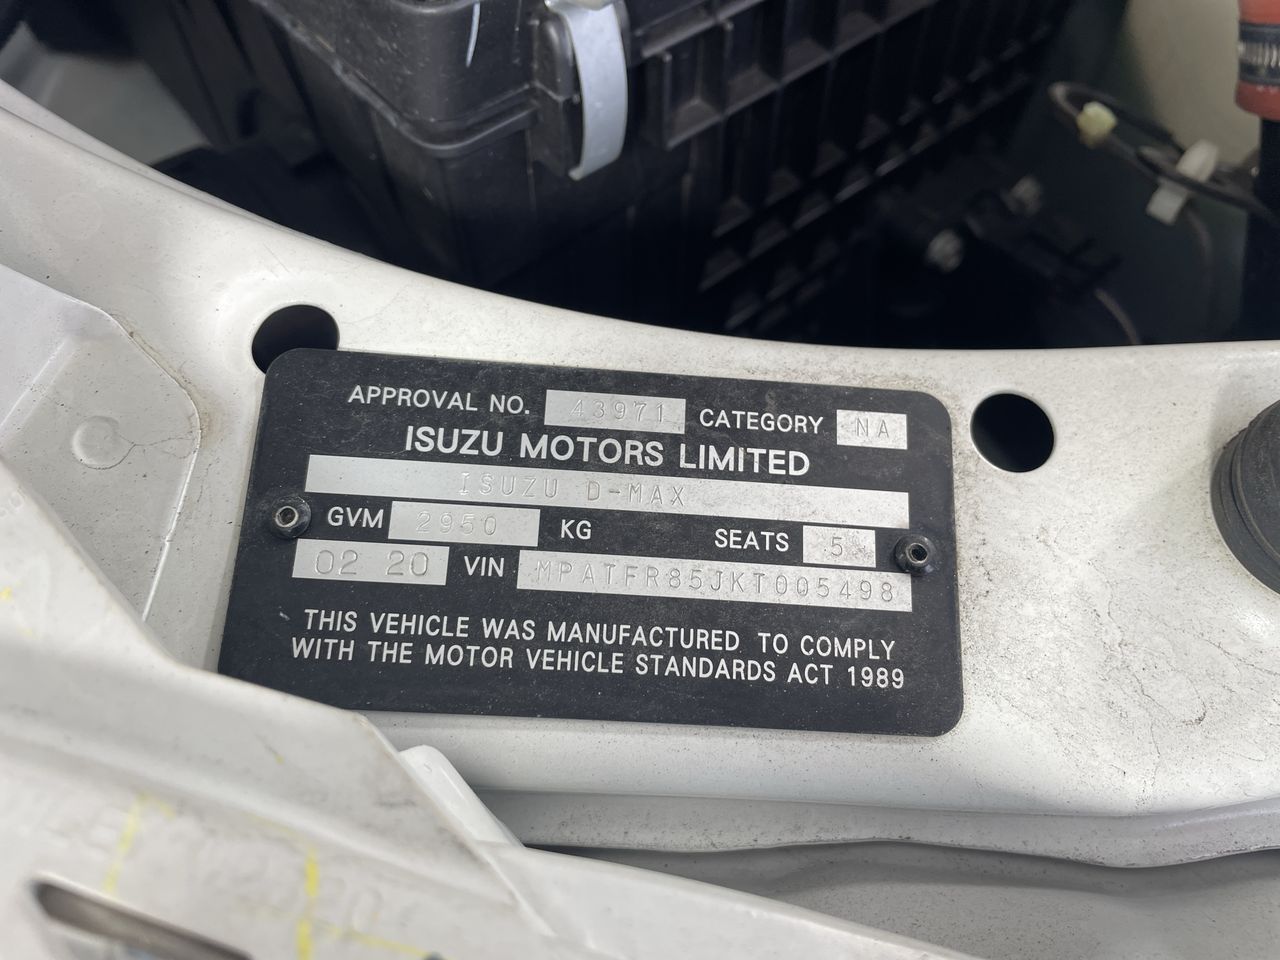 APPROVAL NO. 43971 CATEGORY NA
ISUZU MOTORS LIMITED
ISUZU D-MAX
GVM 2950 KG SEATS 5
02 20 VIN MPATFR85JKT005498
THIS VEHICLE WAS MANUFACTURED TO COMPLY
WITH THE MOTOR VEHICLE STANDARDS ACT 1989